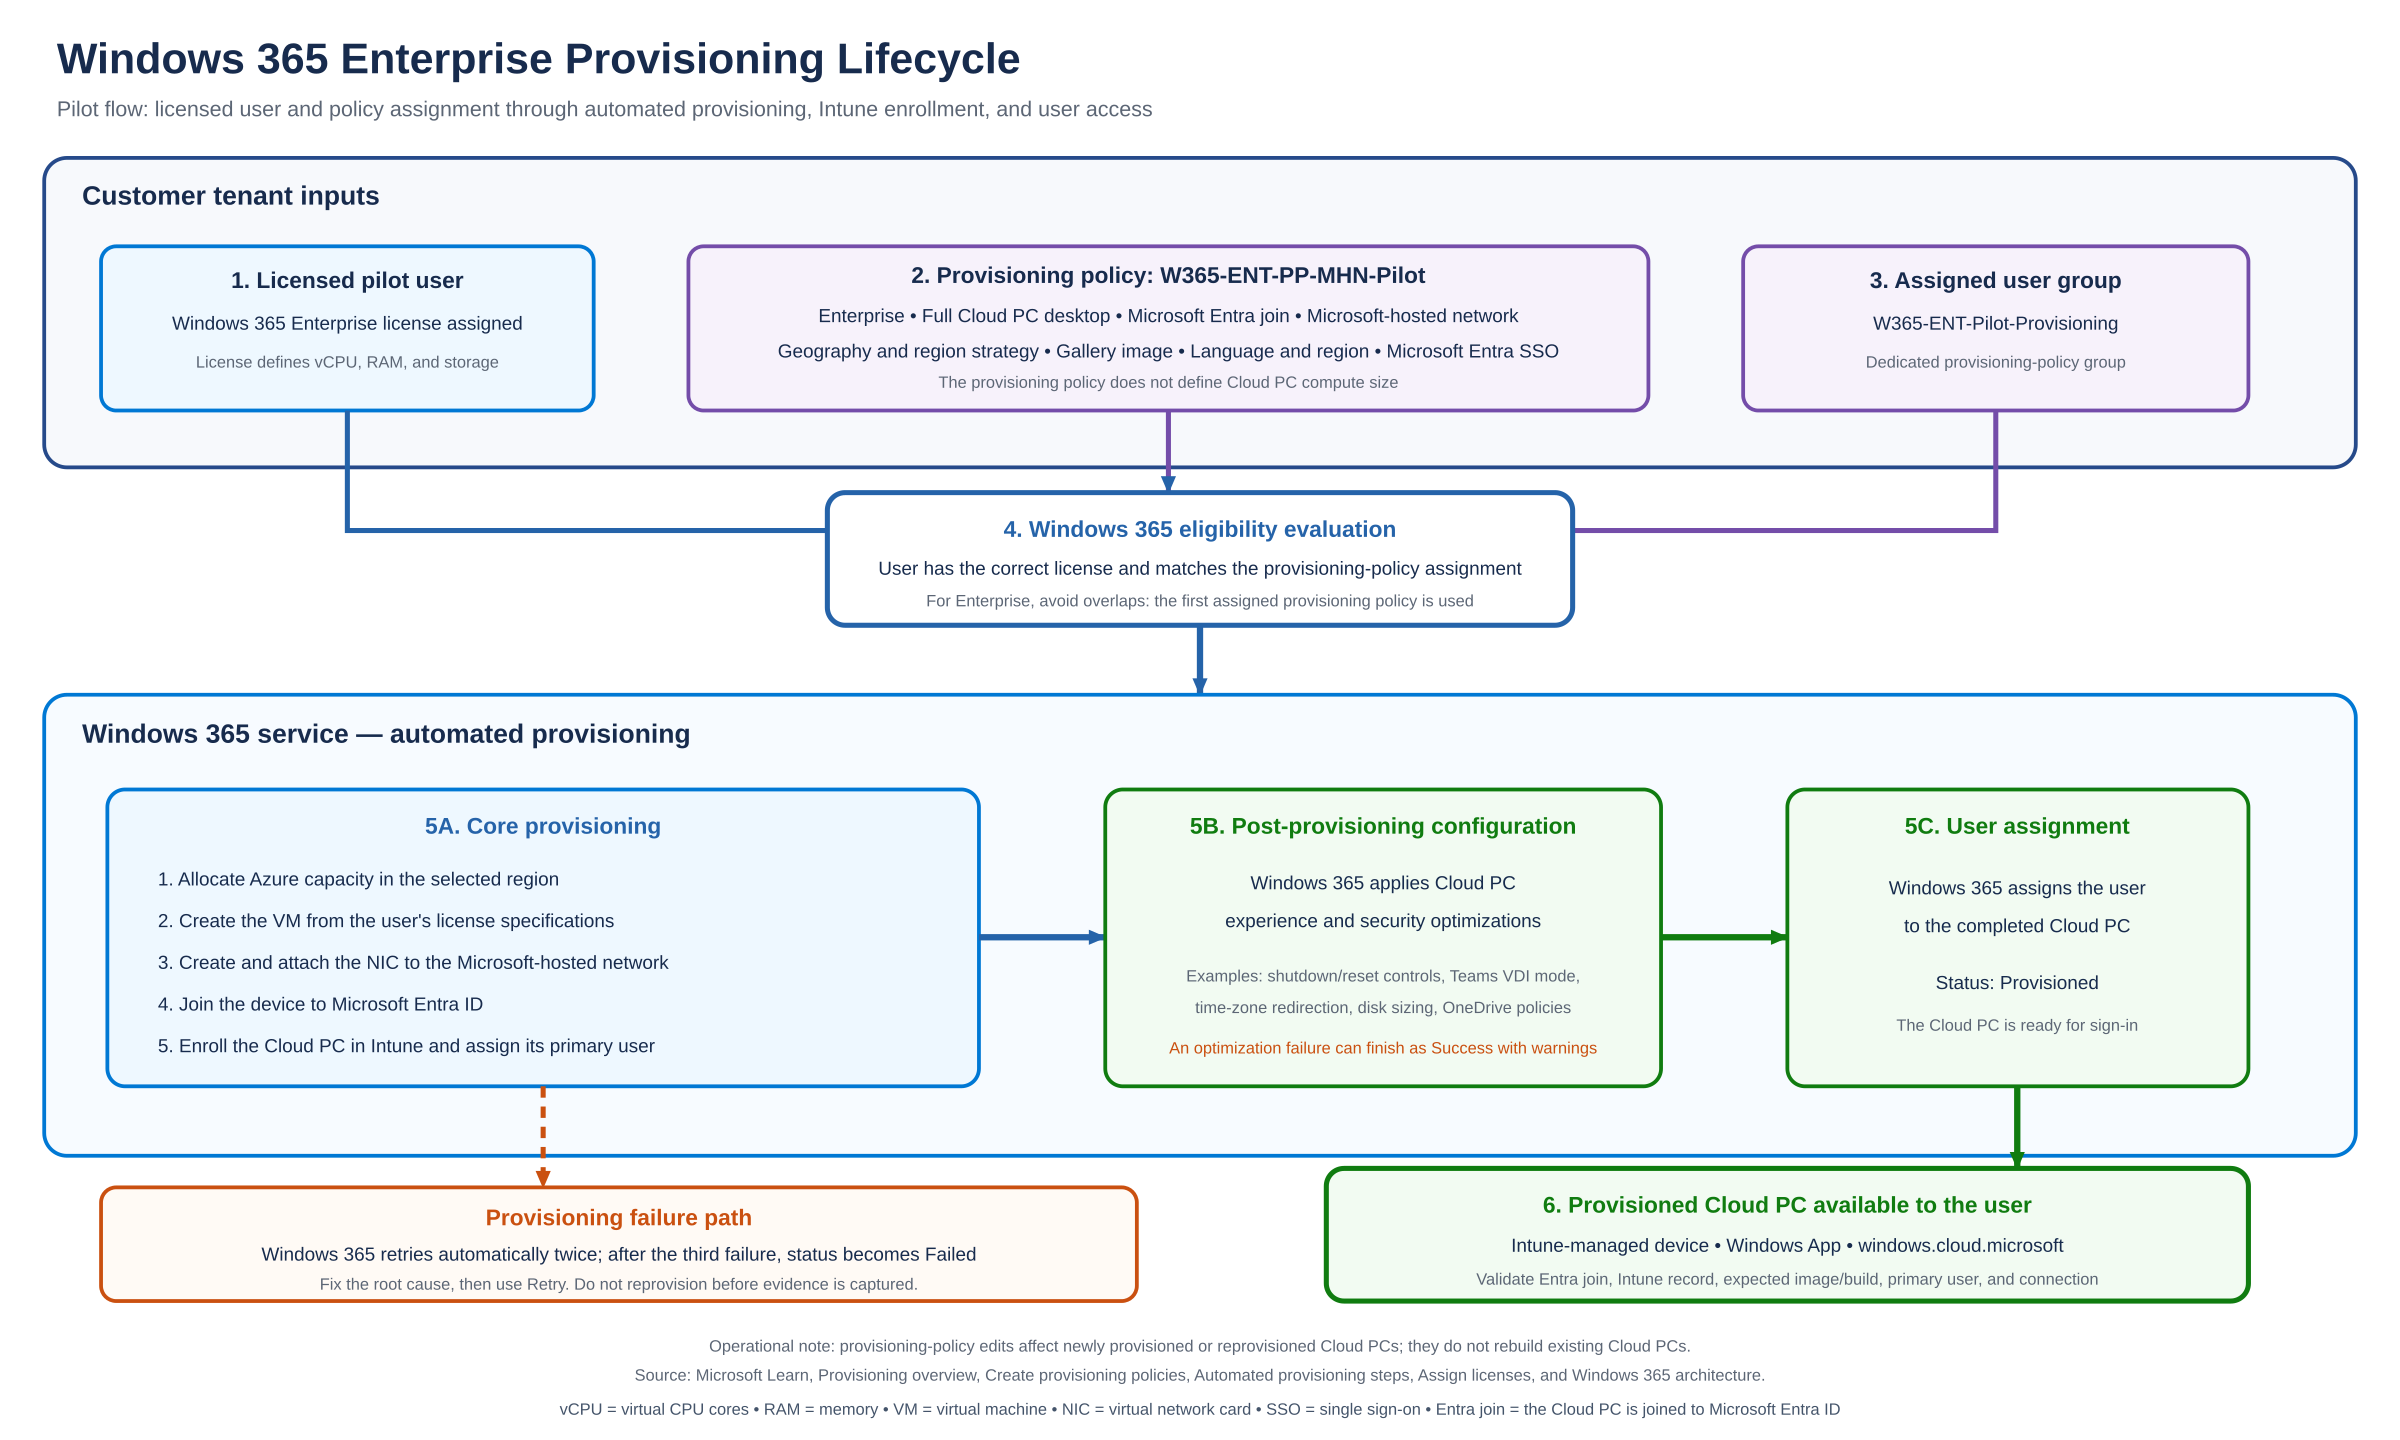 Windows 365 Enterprise Provisioning Lifecycle
Pilot flow: licensed user and policy assignment through automated provisioning, Intune enrollment, and user access
Customer tenant inputs
1. Licensed pilot user
Windows 365 Enterprise license assigned
License defines vCPU, RAM, and storage
2. Provisioning policy: W365-ENT-PP-MHN-Pilot
Enterprise • Full Cloud PC desktop • Microsoft Entra join • Microsoft-hosted network
Geography and region strategy • Gallery image • Language and region • Microsoft Entra SSO
The provisioning policy does not define Cloud PC compute size
3. Assigned user group
W365-ENT-Pilot-Provisioning
Dedicated provisioning-policy group
4. Windows 365 eligibility evaluation
User has the correct license and matches the provisioning-policy assignment
For Enterprise, avoid overlaps: the first assigned provisioning policy is used
Windows 365 service — automated provisioning
5A. Core provisioning
1. Allocate Azure capacity in the selected region
2. Create the VM from the user's license specifications
3. Create and attach the NIC to the Microsoft-hosted network
4. Join the device to Microsoft Entra ID
5. Enroll the Cloud PC in Intune and assign its primary user
5B. Post-provisioning configuration
Windows 365 applies Cloud PC
experience and security optimizations
Examples: shutdown/reset controls, Teams VDI mode,
time-zone redirection, disk sizing, OneDrive policies
An optimization failure can finish as Success with warnings
5C. User assignment
Windows 365 assigns the user
to the completed Cloud PC
Status: Provisioned
The Cloud PC is ready for sign-in
Provisioning failure path
Windows 365 retries automatically twice; after the third failure, status becomes Failed
Fix the root cause, then use Retry. Do not reprovision before evidence is captured.
6. Provisioned Cloud PC available to the user
Intune-managed device • Windows App • windows.cloud.microsoft
Validate Entra join, Intune record, expected image/build, primary user, and connection
Operational note: provisioning-policy edits affect newly provisioned or reprovisioned Cloud PCs; they do not rebuild existing Cloud PCs.
Source: Microsoft Learn, Provisioning overview, Create provisioning policies, Automated provisioning steps, Assign licenses, and Windows 365 architecture.
vCPU = virtual CPU cores • RAM = memory • VM = virtual machine • NIC = virtual network card • SSO = single sign-on • Entra join = the Cloud PC is joined to Microsoft Entra ID